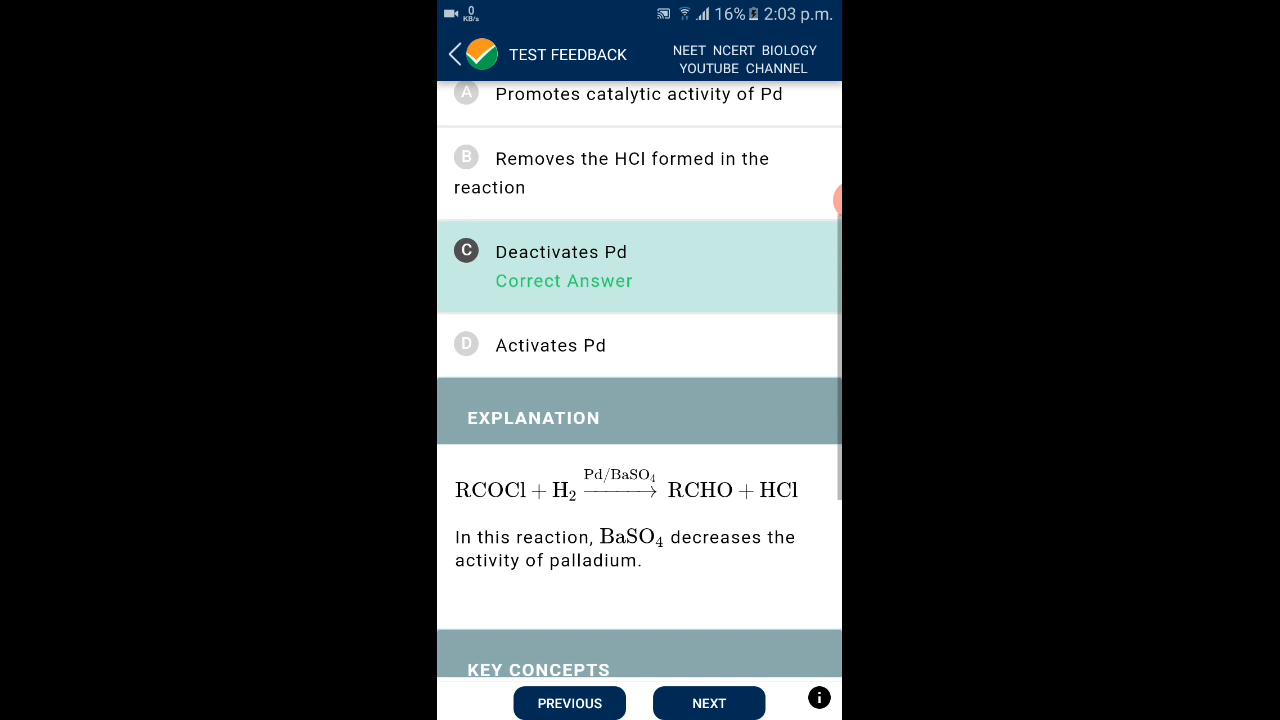 0
KB/s
16% 2:03 p.m.
TEST FEEDBACK
NEET NCERT BIOLOGY
YOUTUBE CHANNEL
A Promotes catalytic activity of Pd
B Removes the HCl formed in the
reaction
C Deactivates Pd
Correct Answer
D Activates Pd
EXPLANATION
RCOCl + H₂ Pd/BaSO₄ → RCHO + HCl
In this reaction, BaSO₄ decreases the
activity of palladium.
KEY CONCEPTS
PREVIOUS
NEXT
i